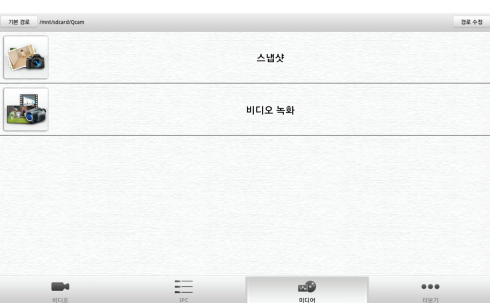 기본 경로 /mnt/sdcard/Qcam 경로 수정
스냅샷
비디오 녹화
비디오 IPC 미디어 더보기